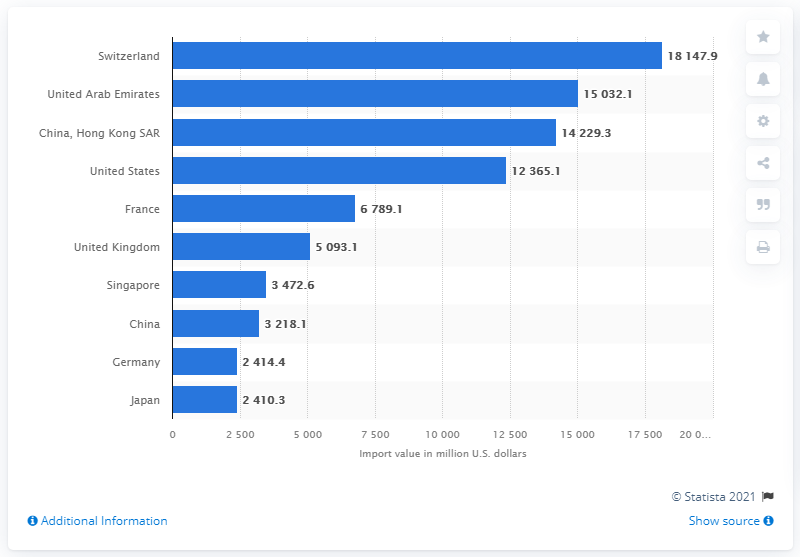 Switzerland 18 147.9
United Arab Emirates 15 032.1
China, Hong Kong SAR 14 229.3
United States 12 365.1
France 6 789.1
United Kingdom 5 093.1
Singapore 3 472.6
China 3 218.1
Germany 2 414.4
Japan 2 410.3
0 2 500 5 000 7 500 10 000 12 500 15 000 17 500 20 0...
Import value in million U.S. dollars
© Statista 2021
Additional Information Show source